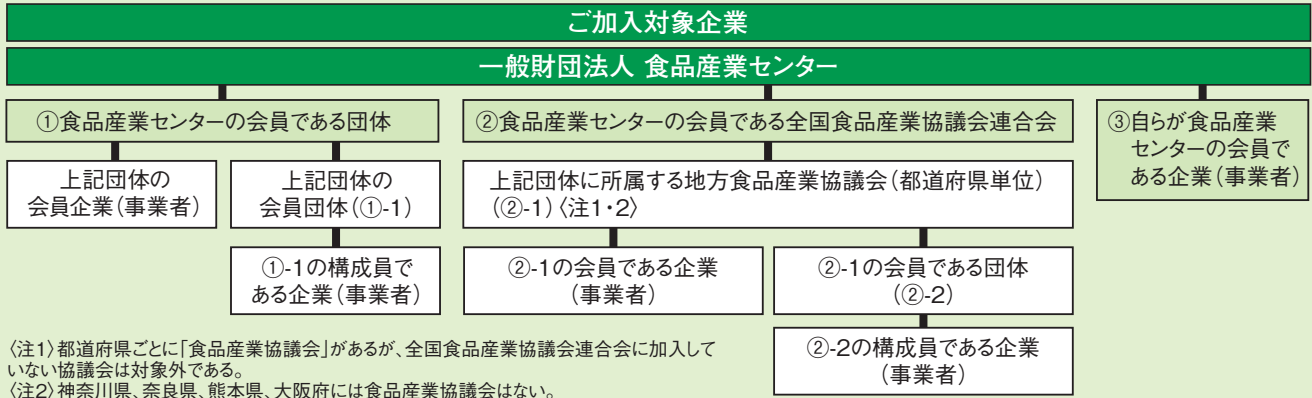 ご加入対象企業
一般財団法人 食品産業センター
①食品産業センターの会員である団体
上記団体の
会員企業(事業者)
上記団体の
会員団体(①-1)
①-1の構成員で
ある企業(事業者)
②食品産業センターの会員である全国食品産業協議会連合会
上記団体に所属する地方食品産業協議会(都道府県単位)
(②-1)〈注1・2〉
②-1の会員である企業
(事業者)
②-1の会員である団体
(②-2)
②-2の構成員である企業
(事業者)
③自らが食品産業
センターの会員で
ある企業(事業者)
〈注1〉都道府県ごとに「食品産業協議会」があるが、全国食品産業協議会連合会に加入して
いない協議会は対象外である。
〈注2〉神奈川県、奈良県、熊本県、大阪府には食品産業協議会はない。